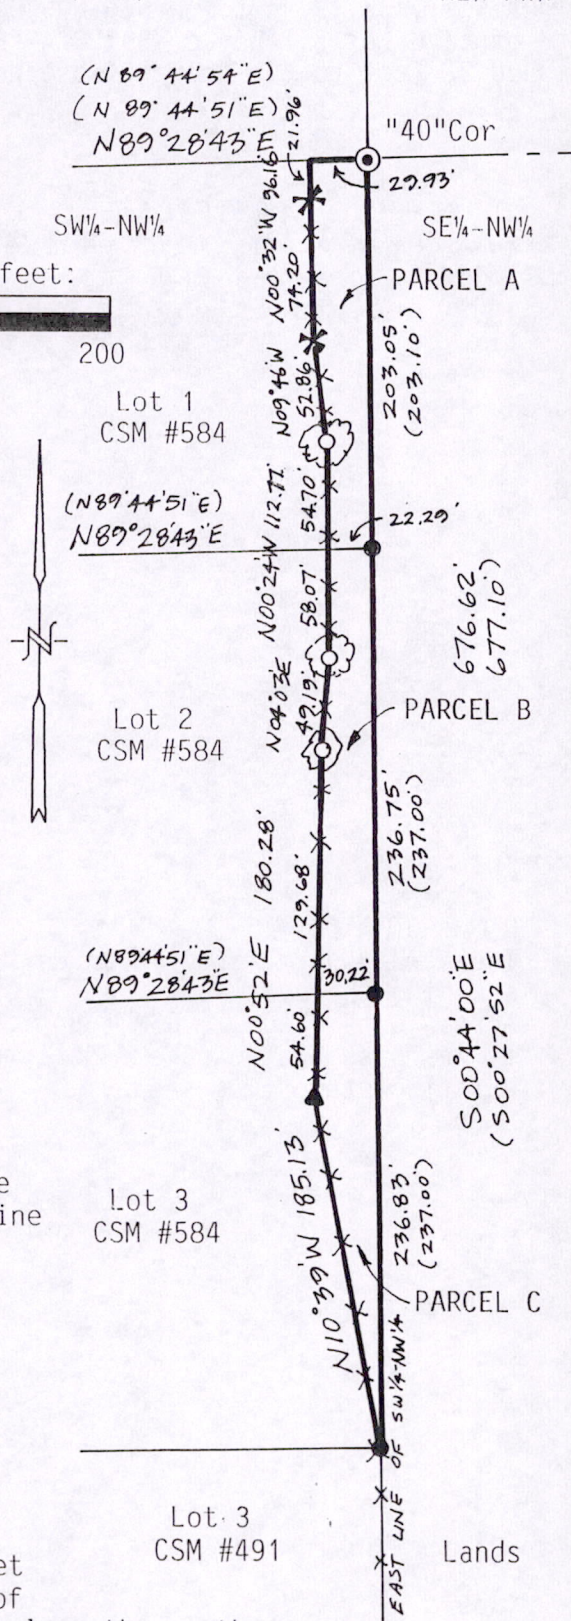 (N 89° 44' 54" E)
(N 89° 44' 51" E)
N89°28'43"E
"40"Cor
21.96'
29.93'
N00°32'W 96.16'
SW¼-NW¼
SE¼-NW¼
feet:
200
74.20'
PARCEL A
203.05'
(203.10')
N09°46'W
52.86'
Lot 1
CSM #584
(N89°44'51"E)
N89°28'43"E
54.70'
22.29'
N00°24'W 112.77'
58.07'
676.62'
677.10')
N04°03'E
49.19'
PARCEL B
Lot 2
CSM #584
236.75'
(237.00')
N00°52'E 180.28'
129.68'
(N89°44'51"E)
N89°28'43"E
30.22'
54.60'
S00°44'00"E
(S00°27'52"E
ine
Lot 3
CSM #584
N10°39'W 185.13'
236.83'
(237.00')
PARCEL C
EAST LINE OF SW¼-NW¼
Lot 3
CSM #491
Lands
et
of